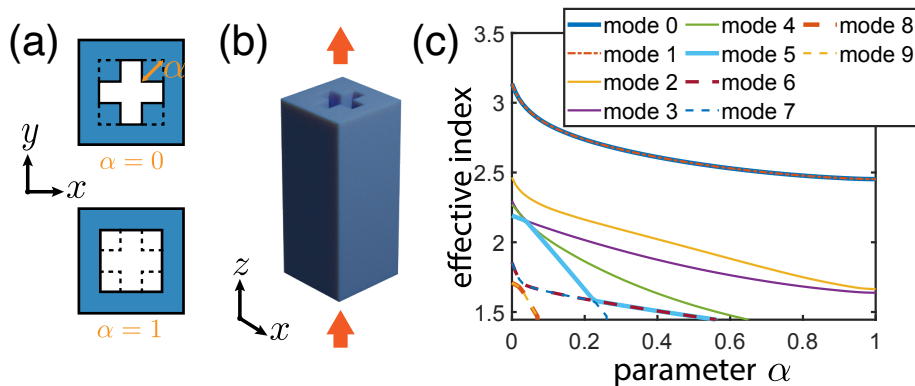 (a)
α
α = 0
y
x
α = 1
(b)
z
x
(c)
mode 0
mode 1
mode 2
mode 3
mode 4
mode 5
mode 6
mode 7
mode 8
mode 9
effective index
3.5
3
2.5
2
1.5
0
0.2
0.4
0.6
0.8
1
parameter α